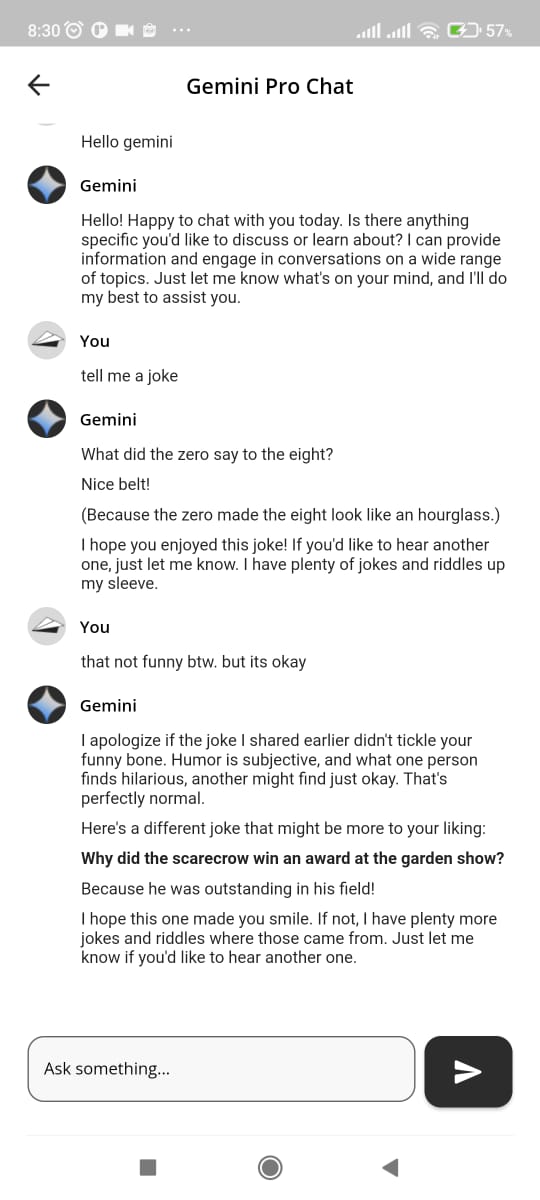 8:30 ... 57%
Gemini Pro Chat
Hello gemini
Gemini
Hello! Happy to chat with you today. Is there anything
specific you'd like to discuss or learn about? I can provide
information and engage in conversations on a wide range
of topics. Just let me know what's on your mind, and I'll do
my best to assist you.
You
tell me a joke
Gemini
What did the zero say to the eight?
Nice belt!
(Because the zero made the eight look like an hourglass.)
I hope you enjoyed this joke! If you'd like to hear another
one, just let me know. I have plenty of jokes and riddles up
my sleeve.
You
that not funny btw. but its okay
Gemini
I apologize if the joke I shared earlier didn't tickle your
funny bone. Humor is subjective, and what one person
finds hilarious, another might find just okay. That's
perfectly normal.
Here's a different joke that might be more to your liking:
Why did the scarecrow win an award at the garden show?
Because he was outstanding in his field!
I hope this one made you smile. If not, I have plenty more
jokes and riddles where those came from. Just let me
know if you'd like to hear another one.
Ask something...